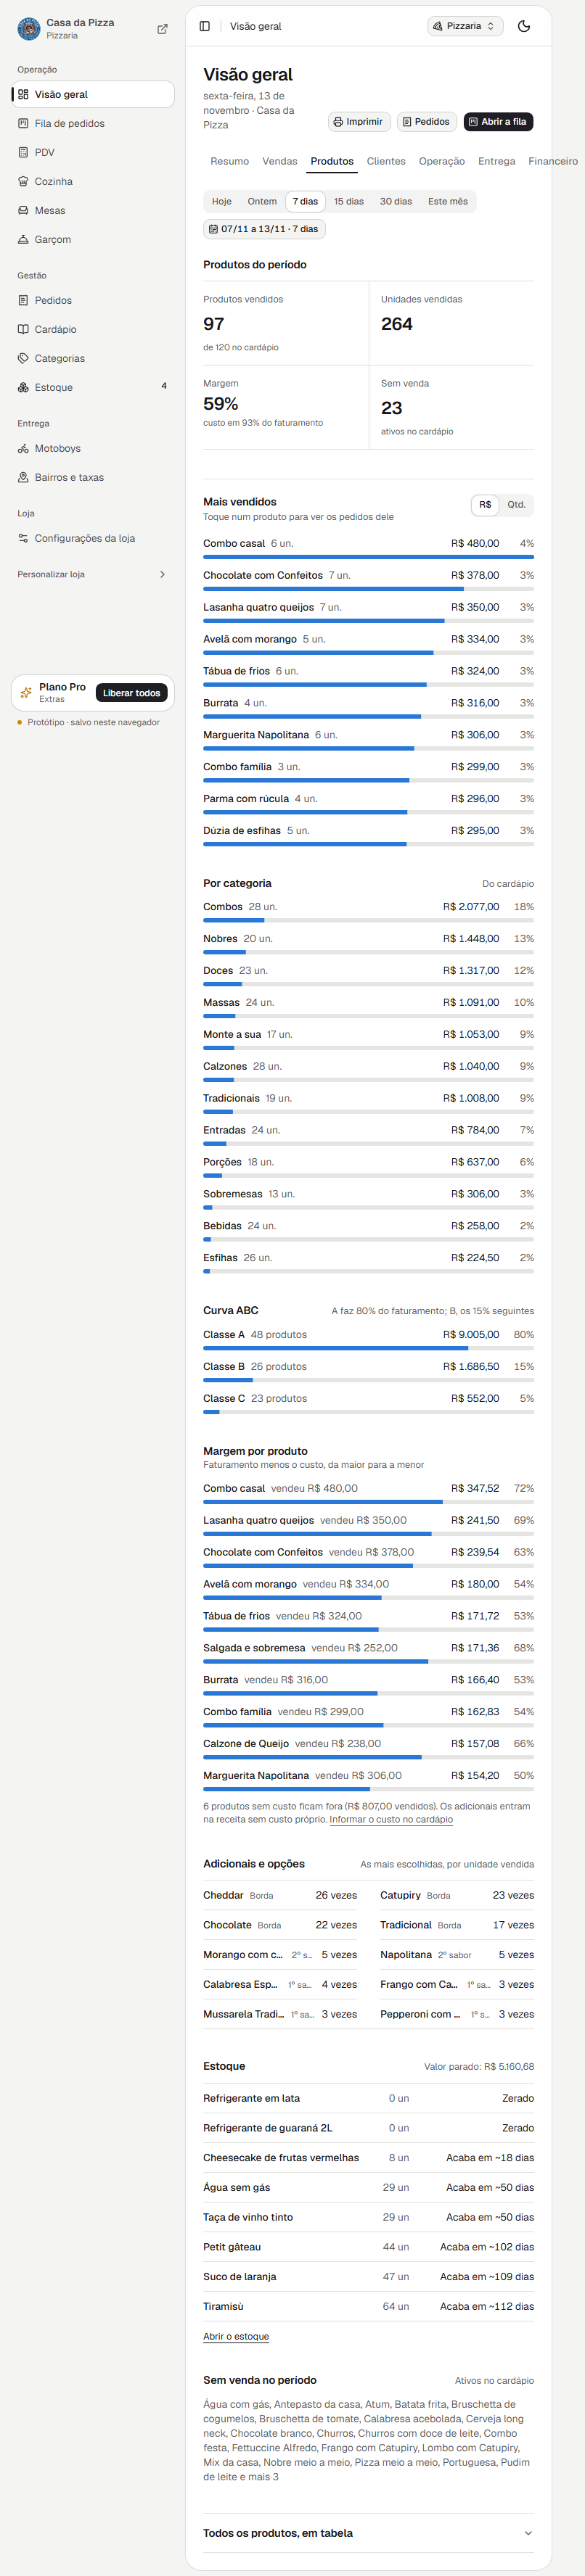 Casa da Pizza
Pizzaria
Operação
Visão geral
Fila de pedidos
PDV
Cozinha
Mesas
Garçom
Gestão
Pedidos
Cardápio
Categorias
Estoque 4
Entrega
Motoboys
Bairros e taxas
Loja
Configurações da loja
Personalizar loja
Plano Pro
Extras
Liberar todos
Protótipo · salvo neste navegador
Visão geral
Pizzaria
Visão geral
sexta-feira, 13 de
novembro · Casa da
Pizza
Imprimir Pedidos Abrir a fila
Resumo Vendas Produtos Clientes Operação Entrega Financeiro
Hoje Ontem 7 dias 15 dias 30 dias Este mês
07/11 a 13/11 · 7 dias
Produtos do período
Produtos vendidos
97
de 120 no cardápio
Unidades vendidas
264
Margem
59%
custo em 93% do faturamento
Sem venda
23
ativos no cardápio
Mais vendidos
Toque num produto para ver os pedidos dele
R$ Qtd.
Combo casal 6 un. R$ 480,00 4%
Chocolate com Confeitos 7 un. R$ 378,00 3%
Lasanha quatro queijos 7 un. R$ 350,00 3%
Avelã com morango 5 un. R$ 334,00 3%
Tábua de frios 6 un. R$ 324,00 3%
Burrata 4 un. R$ 316,00 3%
Marguerita Napolitana 6 un. R$ 306,00 3%
Combo família 3 un. R$ 299,00 3%
Parma com rúcula 4 un. R$ 296,00 3%
Dúzia de esfihas 5 un. R$ 295,00 3%
Por categoria Do cardápio
Combos 28 un. R$ 2.077,00 18%
Nobres 20 un. R$ 1.448,00 13%
Doces 23 un. R$ 1.317,00 12%
Massas 24 un. R$ 1.091,00 10%
Monte a sua 17 un. R$ 1.053,00 9%
Calzones 28 un. R$ 1.040,00 9%
Tradicionais 19 un. R$ 1.008,00 9%
Entradas 24 un. R$ 784,00 7%
Porções 18 un. R$ 637,00 6%
Sobremesas 13 un. R$ 306,00 3%
Bebidas 24 un. R$ 258,00 2%
Esfihas 26 un. R$ 224,50 2%
Curva ABC A faz 80% do faturamento; B, os 15% seguintes
Classe A 48 produtos R$ 9.005,00 80%
Classe B 26 produtos R$ 1.686,50 15%
Classe C 23 produtos R$ 552,00 5%
Margem por produto
Faturamento menos o custo, da maior para a menor
Combo casal vendeu R$ 480,00 R$ 347,52 72%
Lasanha quatro queijos vendeu R$ 350,00 R$ 241,50 69%
Chocolate com Confeitos vendeu R$ 378,00 R$ 239,54 63%
Avelã com morango vendeu R$ 334,00 R$ 180,00 54%
Tábua de frios vendeu R$ 324,00 R$ 171,72 53%
Salgada e sobremesa vendeu R$ 252,00 R$ 171,36 68%
Burrata vendeu R$ 316,00 R$ 166,40 53%
Combo família vendeu R$ 299,00 R$ 162,83 54%
Calzone de Queijo vendeu R$ 238,00 R$ 157,08 66%
Marguerita Napolitana vendeu R$ 306,00 R$ 154,20 50%
6 produtos sem custo ficam fora (R$ 807,00 vendidos). Os adicionais entram
na receita sem custo próprio. Informar o custo no cardápio
Adicionais e opções As mais escolhidas, por unidade vendida
Cheddar Borda 26 vezes Catupiry Borda 23 vezes
Chocolate Borda 22 vezes Tradicional Borda 17 vezes
Morango com c... 2º s... 5 vezes Napolitana 2º sabor 5 vezes
Calabresa Esp... 1º sa... 4 vezes Frango com Ca... 1º sa... 3 vezes
Mussarela Tradi... 1º sa... 3 vezes Pepperoni com ... 1º s... 3 vezes
Estoque Valor parado: R$ 5.160,68
Refrigerante em lata 0 un Zerado
Refrigerante de guaraná 2L 0 un Zerado
Cheesecake de frutas vermelhas 8 un Acaba em ~18 dias
Água sem gás 29 un Acaba em ~50 dias
Taça de vinho tinto 29 un Acaba em ~50 dias
Petit gâteau 44 un Acaba em ~102 dias
Suco de laranja 47 un Acaba em ~109 dias
Tiramisù 64 un Acaba em ~112 dias
Abrir o estoque
Sem venda no período Ativos no cardápio
Água com gás, Antepasto da casa, Atum, Batata frita, Bruschetta de
cogumelos, Bruschetta de tomate, Calabresa acebolada, Cerveja long
neck, Chocolate branco, Churros, Churros com doce de leite, Combo
festa, Fettuccine Alfredo, Frango com Catupiry, Lombo com Catupiry,
Mix da casa, Nobre meio a meio, Pizza meio a meio, Portuguesa, Pudim
de leite e mais 3
Todos os produtos, em tabela